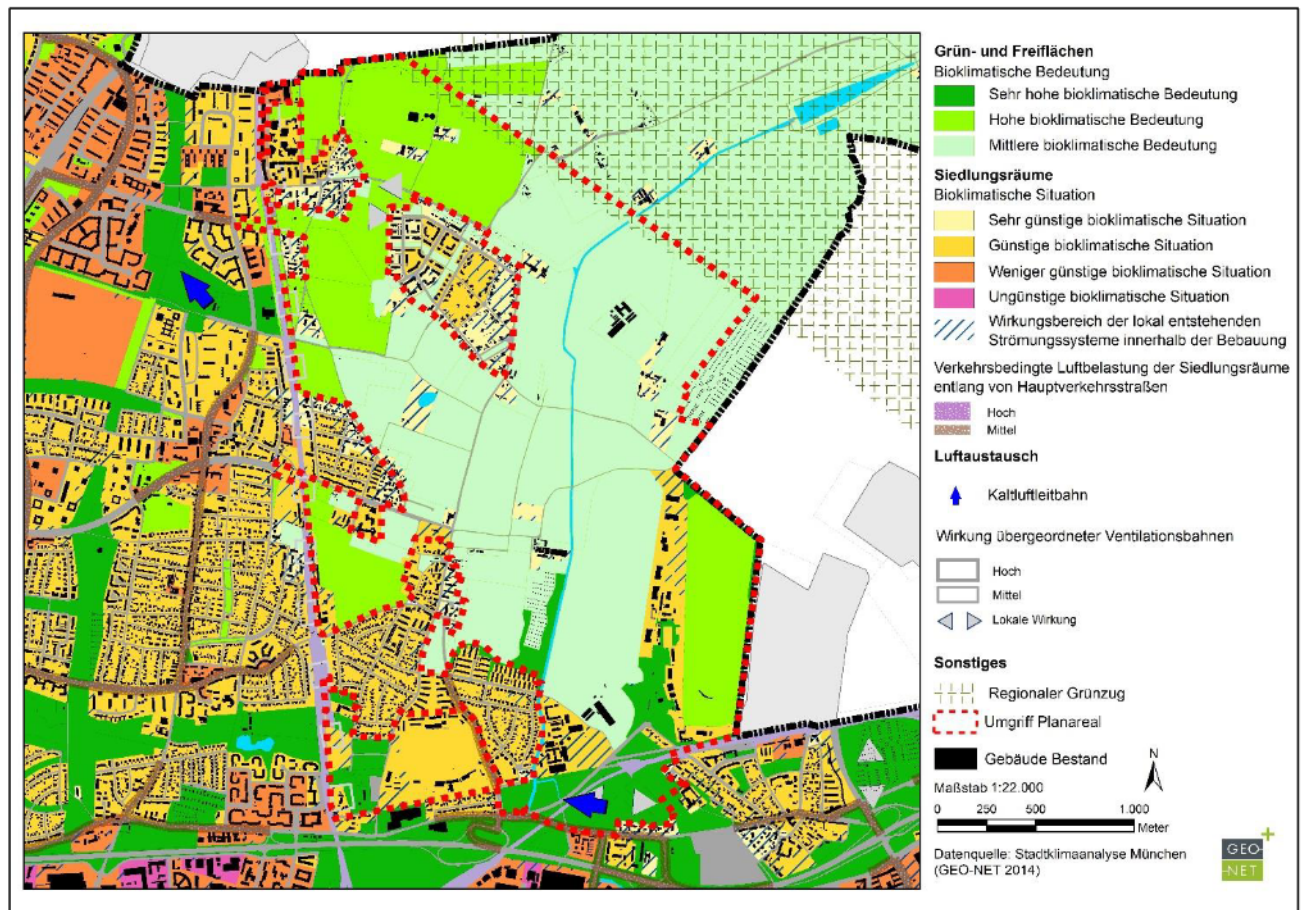 Grün- und Freiflächen
Bioklimatische Bedeutung
Sehr hohe bioklimatische Bedeutung
Hohe bioklimatische Bedeutung
Mittlere bioklimatische Bedeutung
Siedlungsräume
Bioklimatische Situation
Sehr günstige bioklimatische Situation
Günstige bioklimatische Situation
Weniger günstige bioklimatische Situation
Ungünstige bioklimatische Situation
Wirkungsbereich der lokal entstehenden
Strömungssysteme innerhalb der Bebauung
Verkehrsbedingte Luftbelastung der Siedlungsräume
entlang von Hauptverkehrsstraßen
Hoch
Mittel
Luftaustausch
Kaltluftleitbahn
Wirkung übergeordneter Ventilationsbahnen
Hoch
Mittel
Lokale Wirkung
Sonstiges
Regionaler Grünzug
Umgriff Planareal
Gebäude Bestand
N
Maßstab 1:22.000
0 250 500 1.000
Meter
Datenquelle: Stadtklimaanalyse München
(GEO-NET 2014)
GEO-
NET